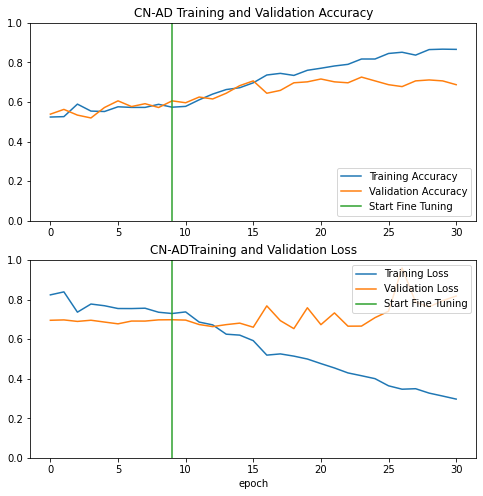 CN-AD Training and Validation Accuracy
1.0
0.8
0.6
0.4
0.2
0.0
Training Accuracy
Validation Accuracy
Start Fine Tuning
0 5 10 15 20 25 30
CN-ADTraining and Validation Loss
1.0
0.8
0.6
0.4
0.2
0.0
Training Loss
Validation Loss
Start Fine Tuning
0 5 10 15 20 25 30
epoch